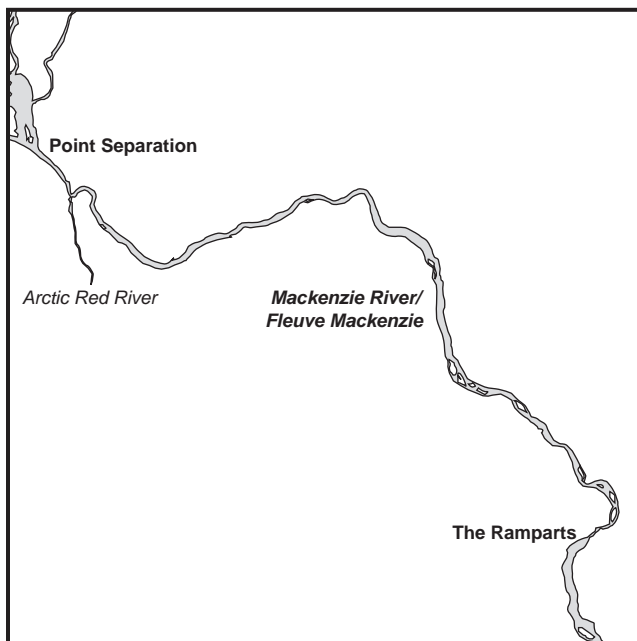 Point Separation
Arctic Red River
Mackenzie River/
Fleuve Mackenzie
The Ramparts